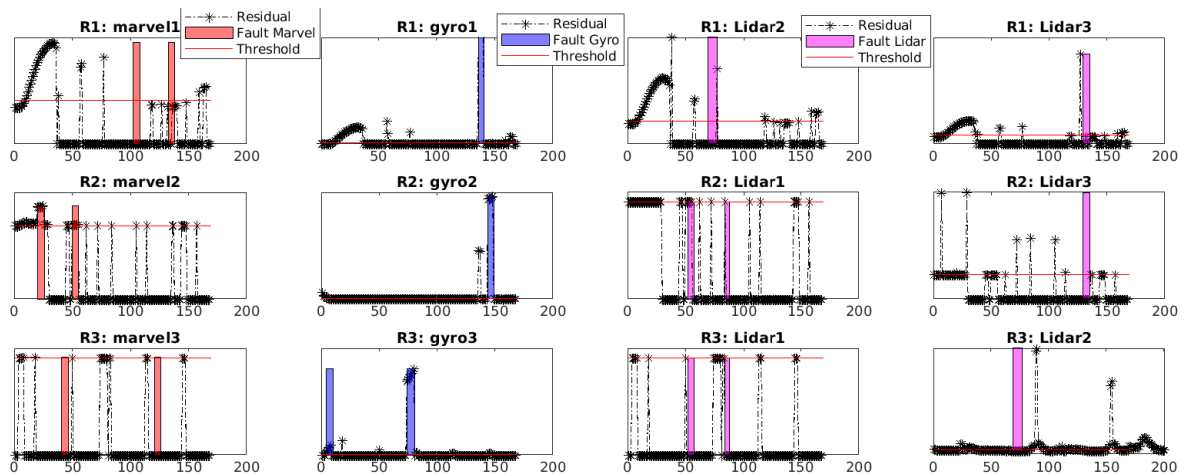 R1: marvel1
Residual
Fault Marvel
Threshold
0 50 100 150 200
R1: gyro1
Residual
Fault Gyro
Threshold
0 50 100 150 200
R1: Lidar2
Residual
Fault Lidar
Threshold
0 50 100 150 200
R1: Lidar3
0 50 100 150 200
R2: marvel2
0 50 100 150 200
R2: gyro2
0 50 100 150 200
R2: Lidar1
0 50 100 150 200
R2: Lidar3
0 50 100 150 200
R3: marvel3
0 50 100 150 200
R3: gyro3
0 50 100 150 200
R3: Lidar1
0 50 100 150 200
R3: Lidar2
0 50 100 150 200